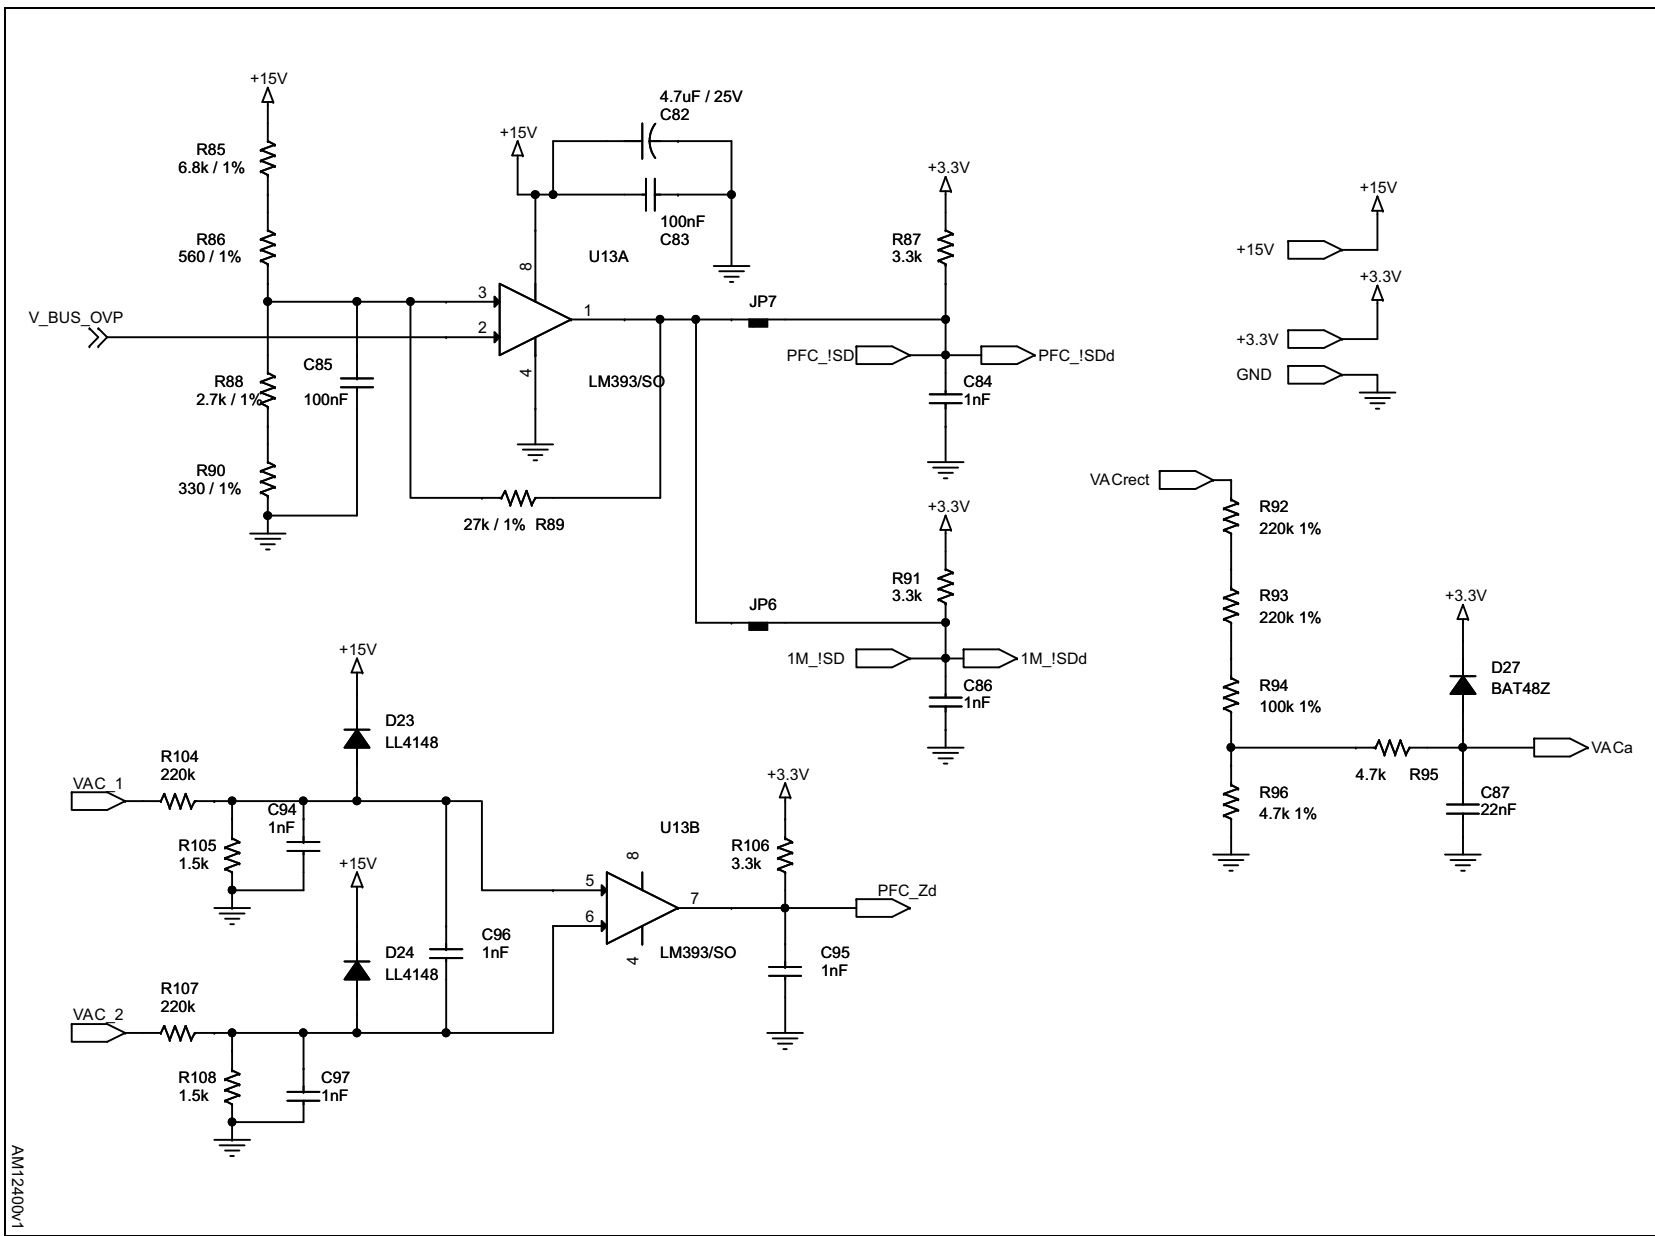 +15V
R85
6.8k / 1%
R86
560 / 1%
V_BUS_OVP
R88
2.7k / 1%
R90
330 / 1%
C85
100nF
+15V
4.7uF / 25V
C82
100nF
C83
U13A
8
3
2
1
4
LM393/SO
27k / 1% R89
JP7
+3.3V
R87
3.3k
PFC_!SD
PFC_!SDd
C84
1nF
+3.3V
R91
3.3k
JP6
1M_!SD
1M_!SDd
C86
1nF
+15V
+15V
+3.3V
+3.3V
GND
VACrect
R92
220k 1%
R93
220k 1%
R94
100k 1%
R96
4.7k 1%
4.7k R95
+3.3V
D27
BAT48Z
VACa
C87
22nF
+15V
D23
LL4148
VAC_1
R104
220k
R105
1.5k
C94
1nF
+15V
D24
LL4148
C96
1nF
VAC_2
R107
220k
R108
1.5k
C97
1nF
U13B
8
5
6
7
4
LM393/SO
+3.3V
R106
3.3k
PFC_Zd
C95
1nF
AM12400v1